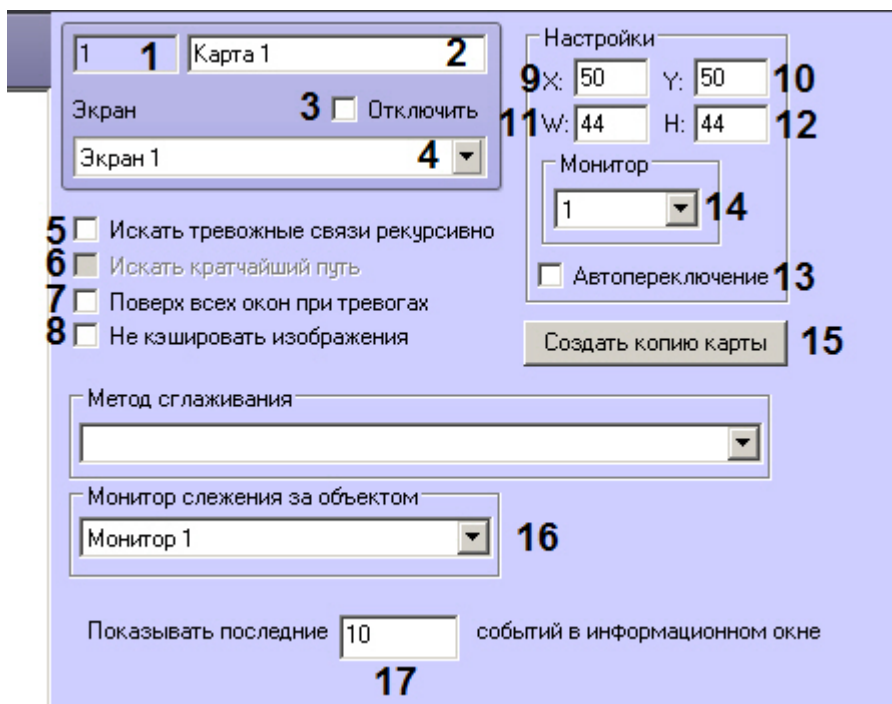 1 1 Карта 1 2
Экран 3 Отключить
Экран 1 4
Настройки
9 X: 50 Y: 50 10
11 W: 44 H: 44 12
Монитор
1 14
Автопереключение 13
5 Искать тревожные связи рекурсивно
6 Искать кратчайший путь
7 Поверх всех окон при тревогах
8 Не кэшировать изображения
Создать копию карты 15
Метод сглаживания
Монитор слежения за объектом
Монитор 1 16
Показывать последние 10 событий в информационном окне
17